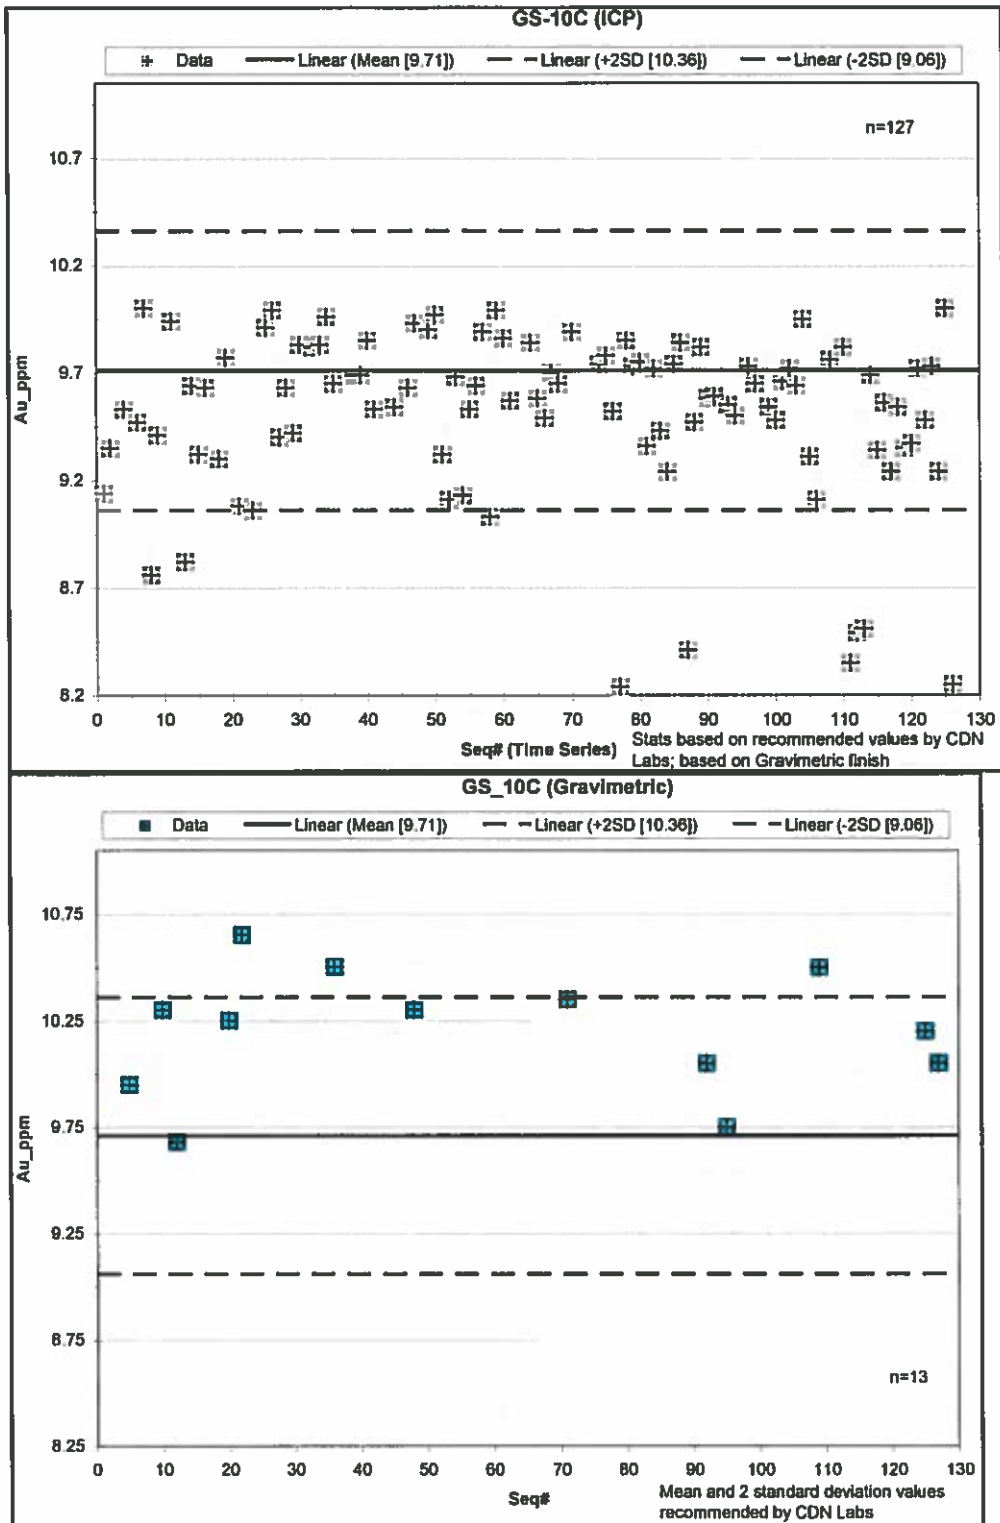 GS-10C (ICP)
Data Linear (Mean [9.71]) Linear (+2SD [10.36]) Linear (-2SD [9.06])
n=127
10.7
10.2
9.7
9.2
8.7
8.2
Au_ppm
0 10 20 30 40 50 60 70 80 90 100 110 120 130
Seq# (Time Series)
Stats based on recommended values by CDN
Labs; based on Gravimetric finish
GS_10C (Gravimetric)
Data Linear (Mean [9.71]) Linear (+2SD [10.36]) Linear (-2SD [9.06])
10.75
10.25
9.75
9.25
8.75
8.25
Au_ppm
n=13
0 10 20 30 40 50 60 70 80 90 100 110 120 130
Seq#
Mean and 2 standard deviation values
recommended by CDN Labs